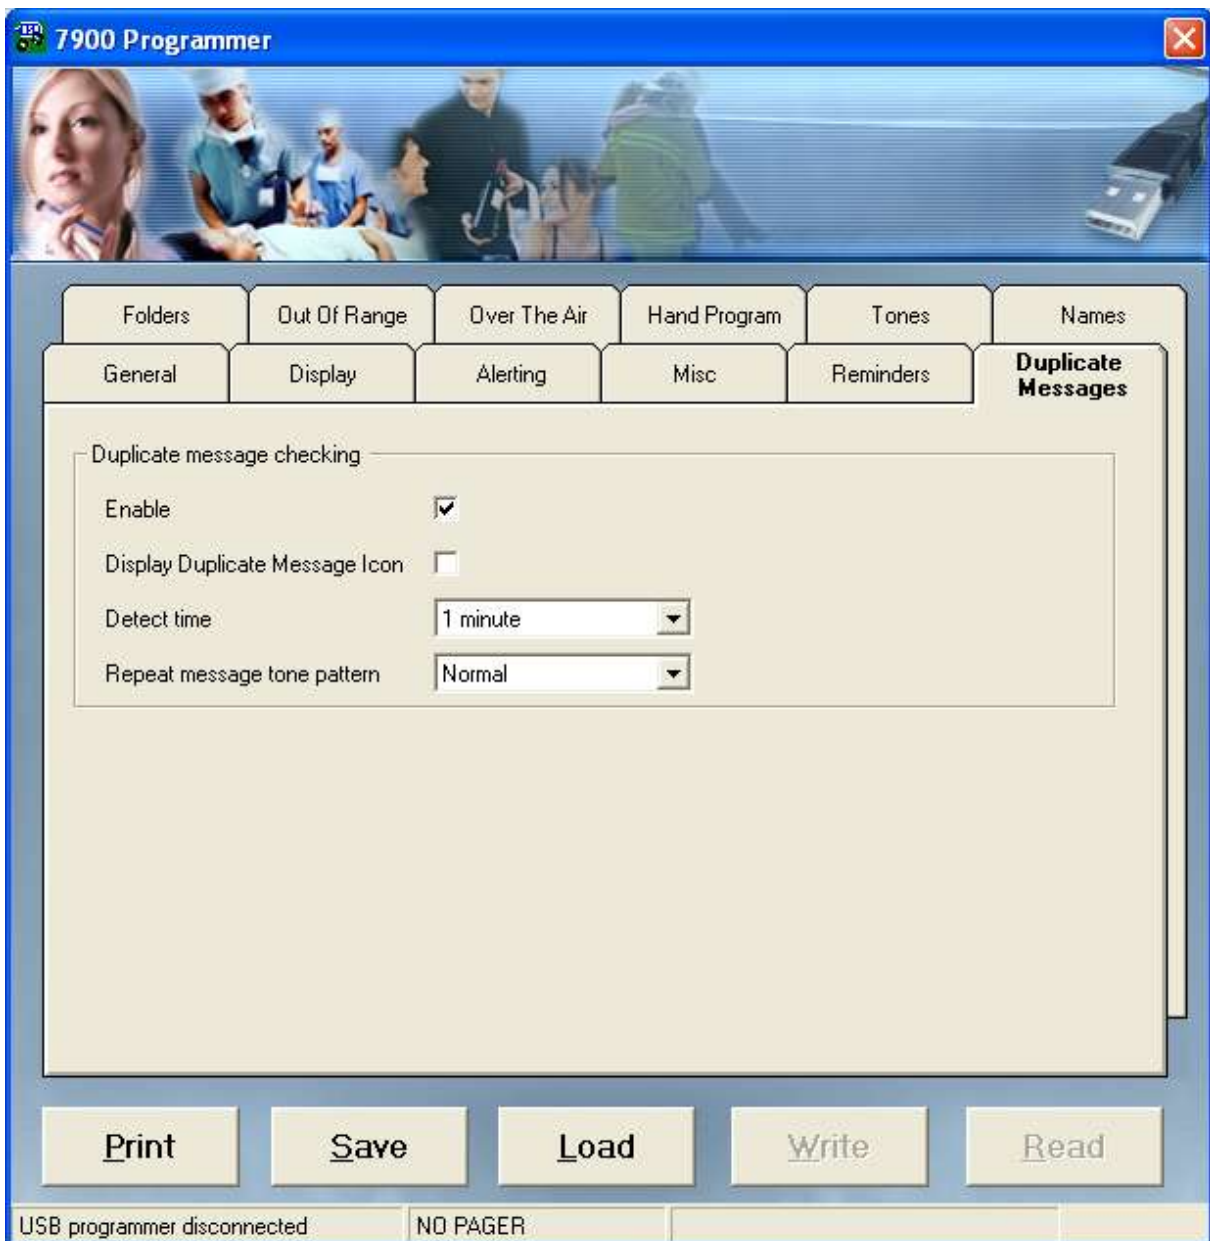 7900 Programmer
Folders Out Of Range Over The Air Hand Program Tones Names
General Display Alerting Misc Reminders Duplicate Messages
Duplicate message checking
Enable
Display Duplicate Message Icon
Detect time 1 minute
Repeat message tone pattern Normal
Print Save Load Write Read
USB programmer disconnected NO PAGER